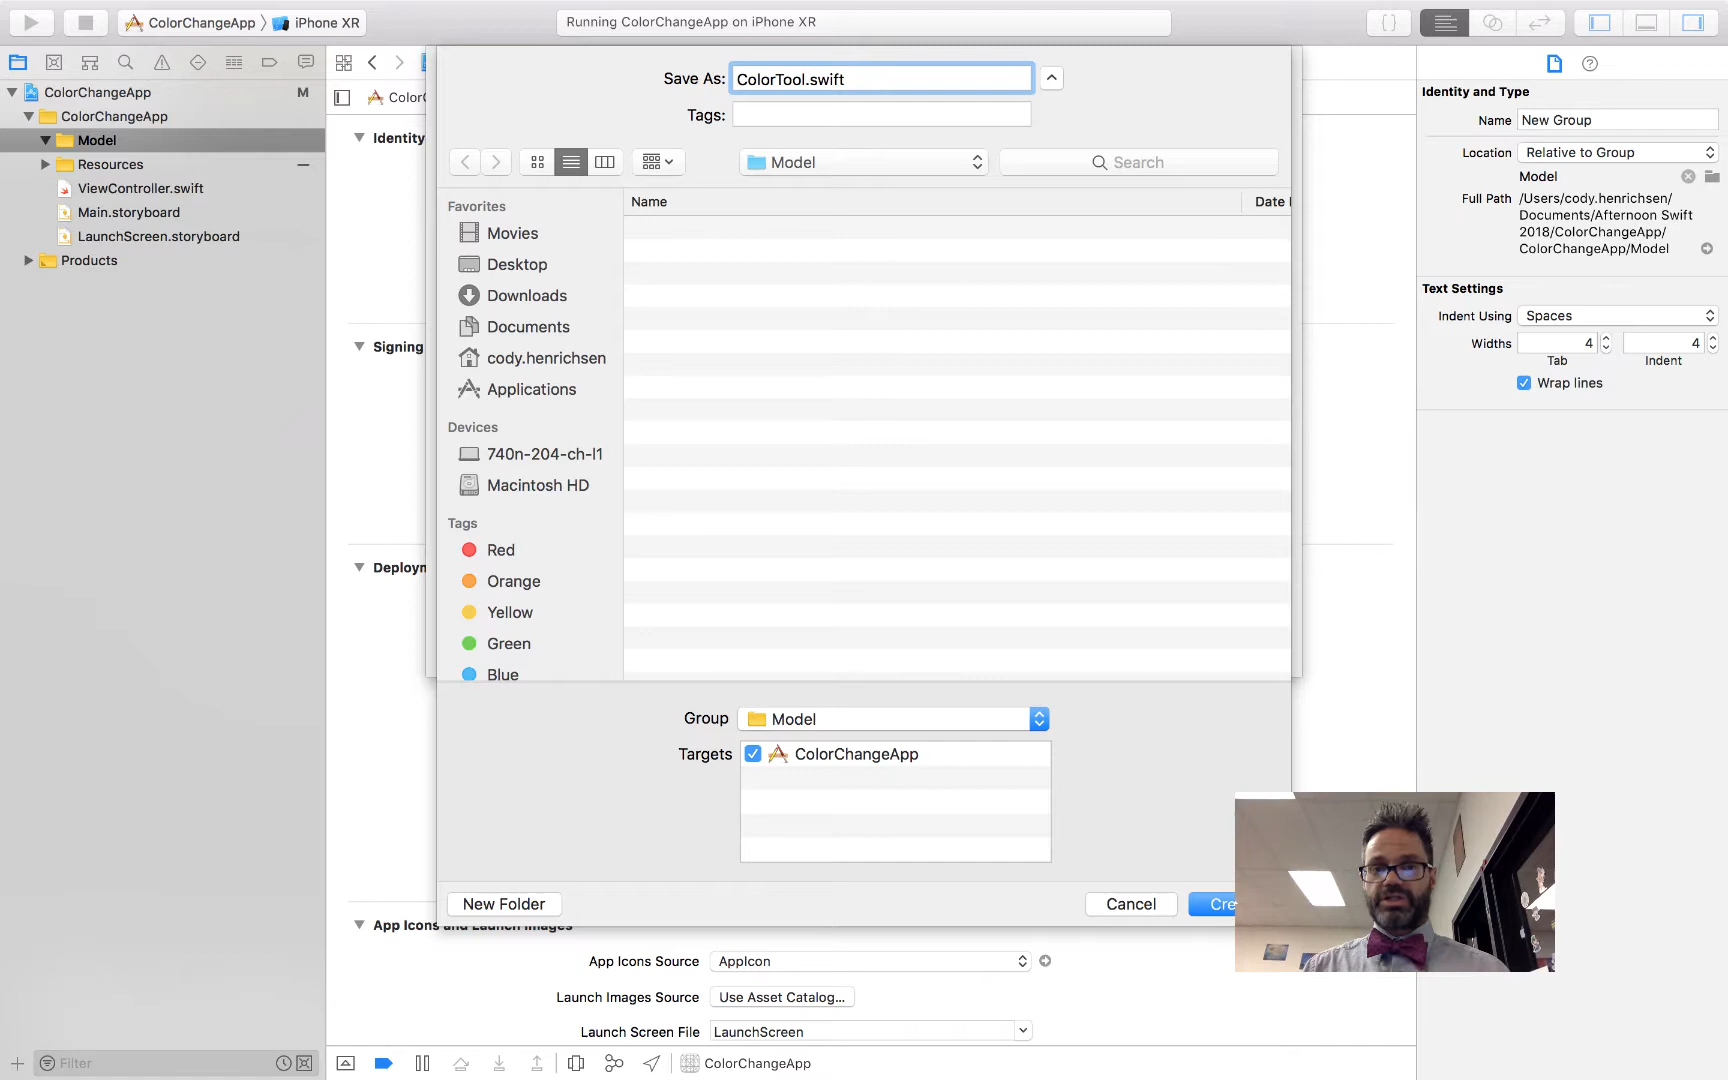 ColorChangeApp 〉 iPhone XR
Running ColorChangeApp on iPhone XR
ColorChangeApp
M
ColorChangeApp
Model
Resources
ViewController.swift
Main.storyboard
LaunchScreen.storyboard
Products
Filter
Identity
Signing
Save As: ColorTool.swift
Tags:
Model
Search
Favorites
Movies
Desktop
Downloads
Documents
cody.henrichsen
Applications
Devices
740n-204-ch-l1
Macintosh HD
Tags
Red
Orange
Yellow
Green
Blue
Name
Date
Group Model
Targets ColorChangeApp
New Folder
Cancel
App Icons and Launch Images
App Icons Source AppIcon
Launch Images Source Use Asset Catalog...
Launch Screen File LaunchScreen
ColorChangeApp
Identity and Type
Name New Group
Location Relative to Group
Model
Full Path /Users/cody.henrichsen/
Documents/Afternoon Swift
2018/ColorChangeApp/
ColorChangeApp/Model
Text Settings
Indent Using Spaces
Widths 4 4
Tab Indent
Wrap lines